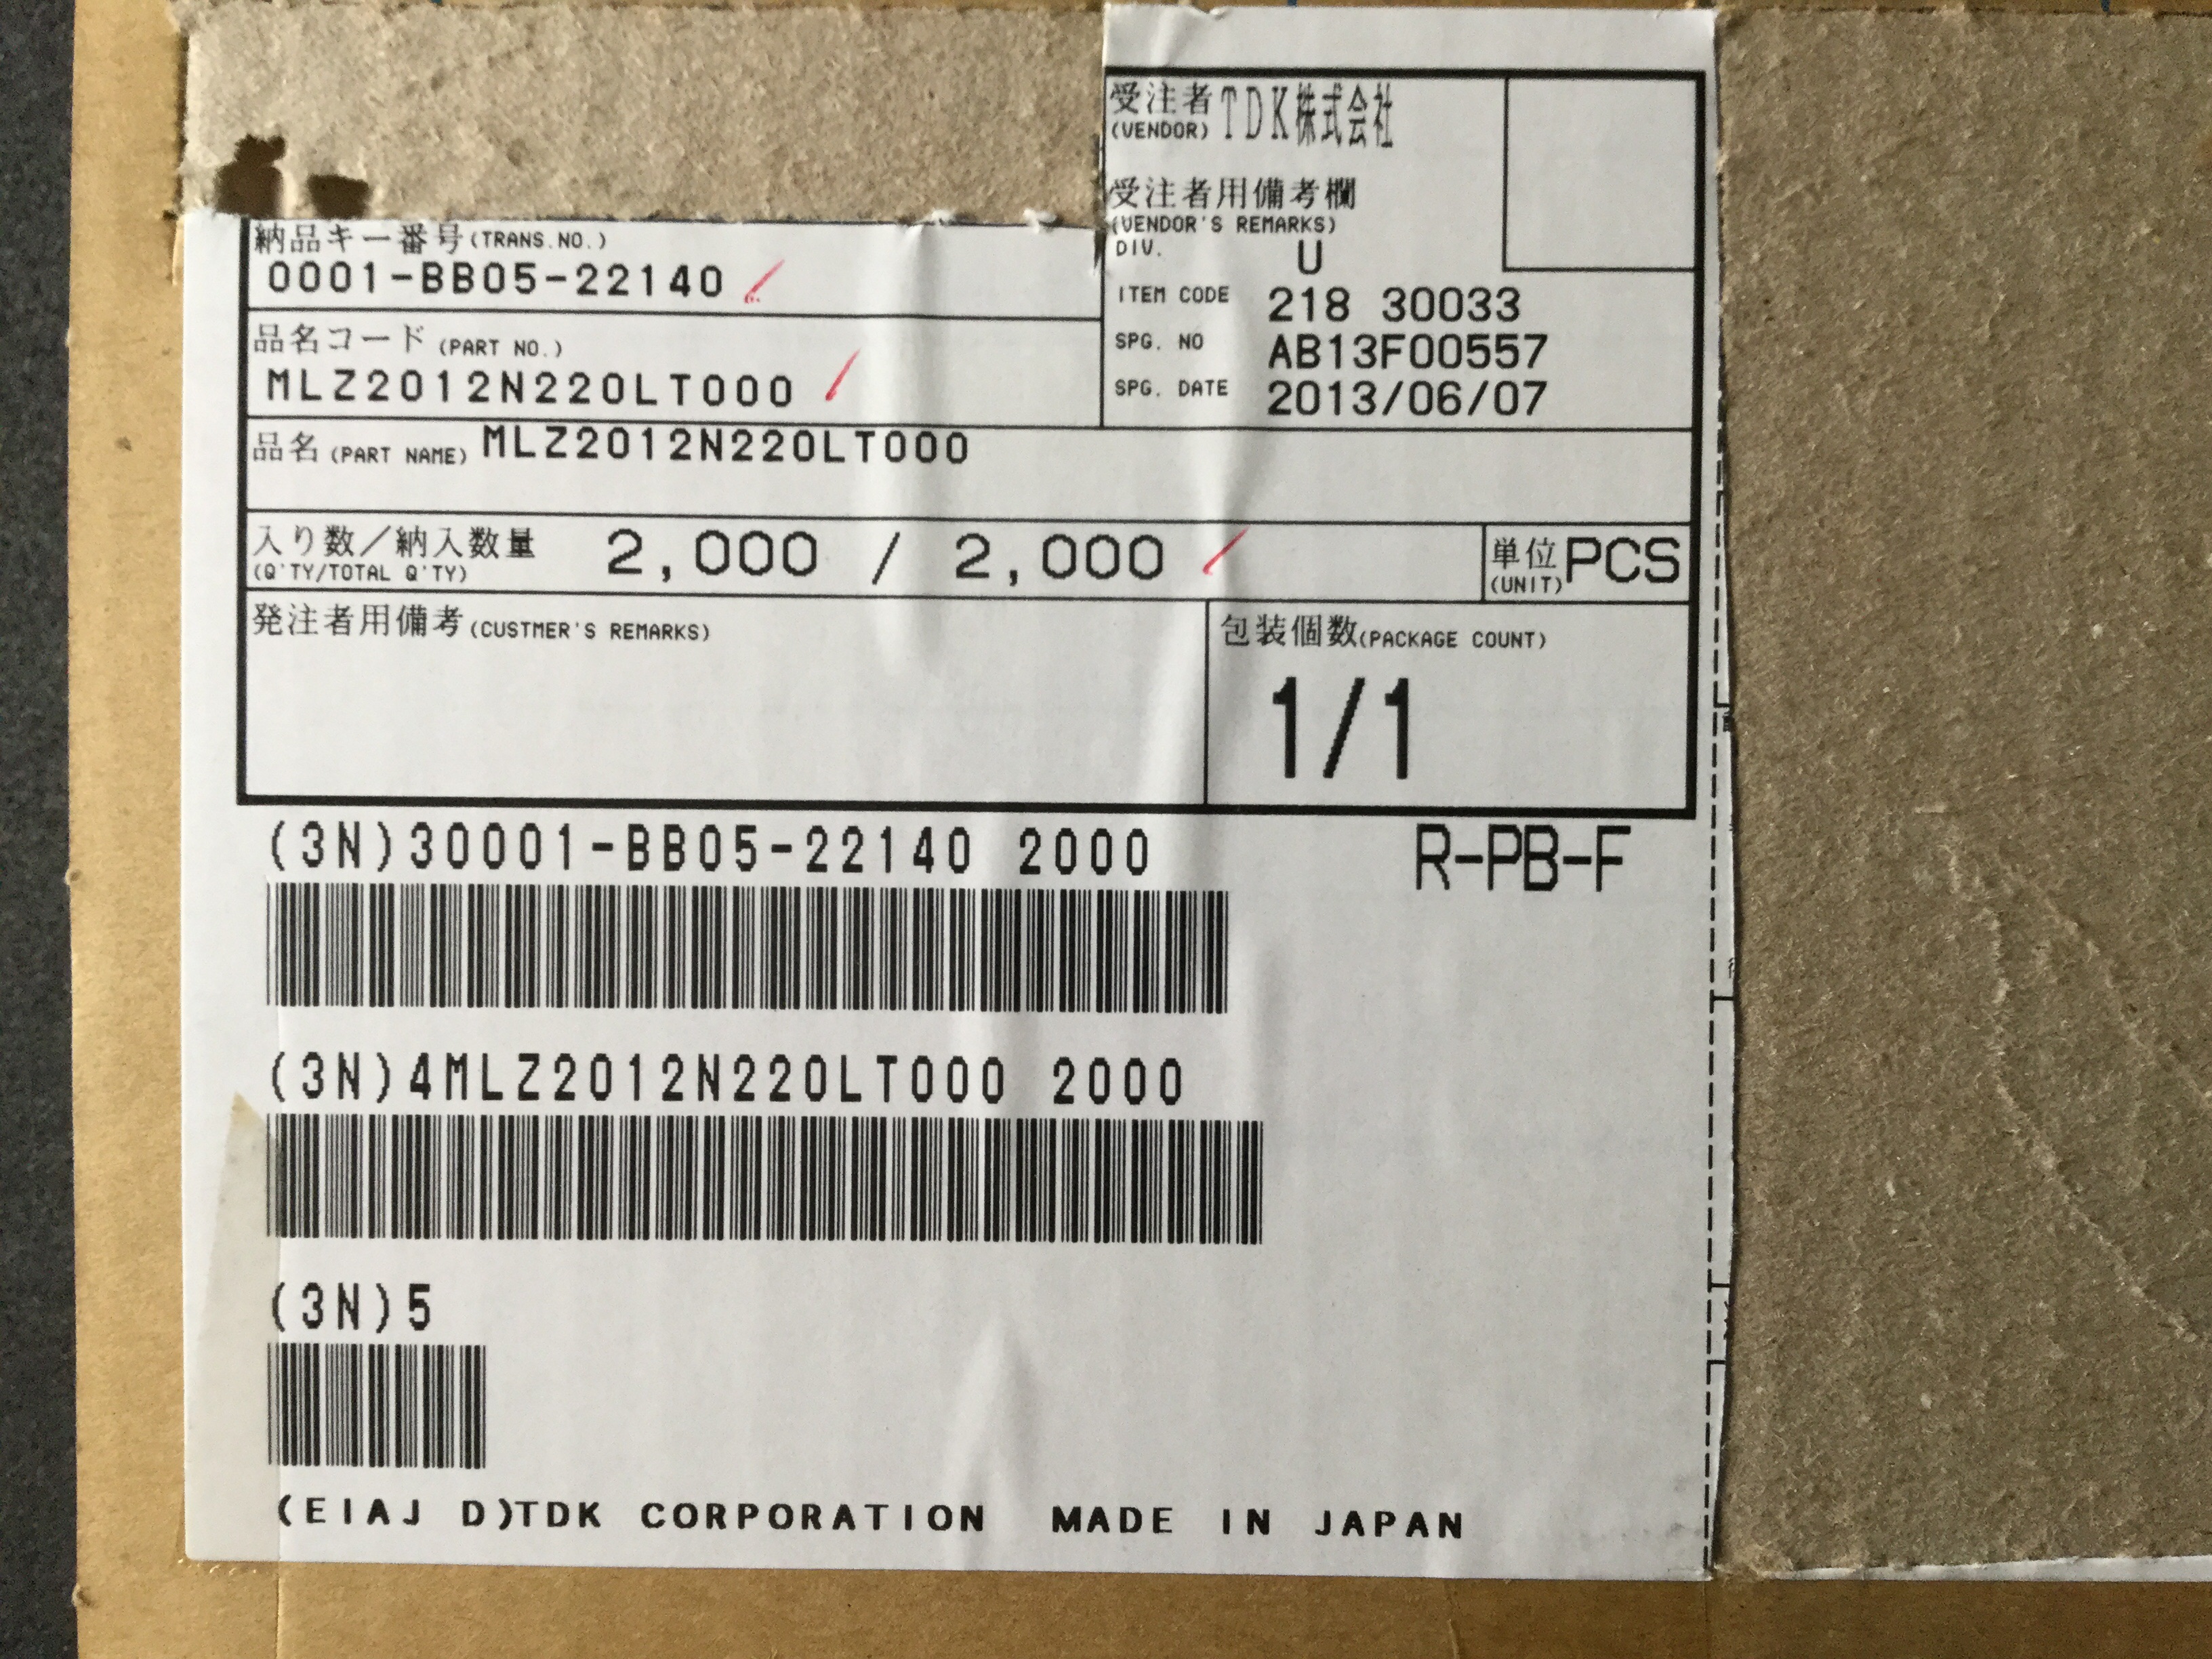 受注者 TDK株式会社
(VENDOR)
受注者用備考欄
(VENDOR'S REMARKS)
DIV. U
ITEM CODE 218 30033
SPG. NO AB13F00557
SPG. DATE 2013/06/07
納品キー番号(TRANS.NO.)
0001-BB05-22140
品名コード (PART NO.)
MLZ2012N220LT000
品名 (PART NAME) MLZ2012N220LT000
入り数/納入数量 2,000 / 2,000
(Q'TY/TOTAL Q'TY)
単位 PCS
(UNIT)
発注者用備考(CUSTMER'S REMARKS)
包装個数(PACKAGE COUNT)
1/1
(3N)30001-BB05-22140 2000
R-PB-F
(3N)4MLZ2012N220LT000 2000
(3N)5
(EIAJ D)TDK CORPORATION MADE IN JAPAN